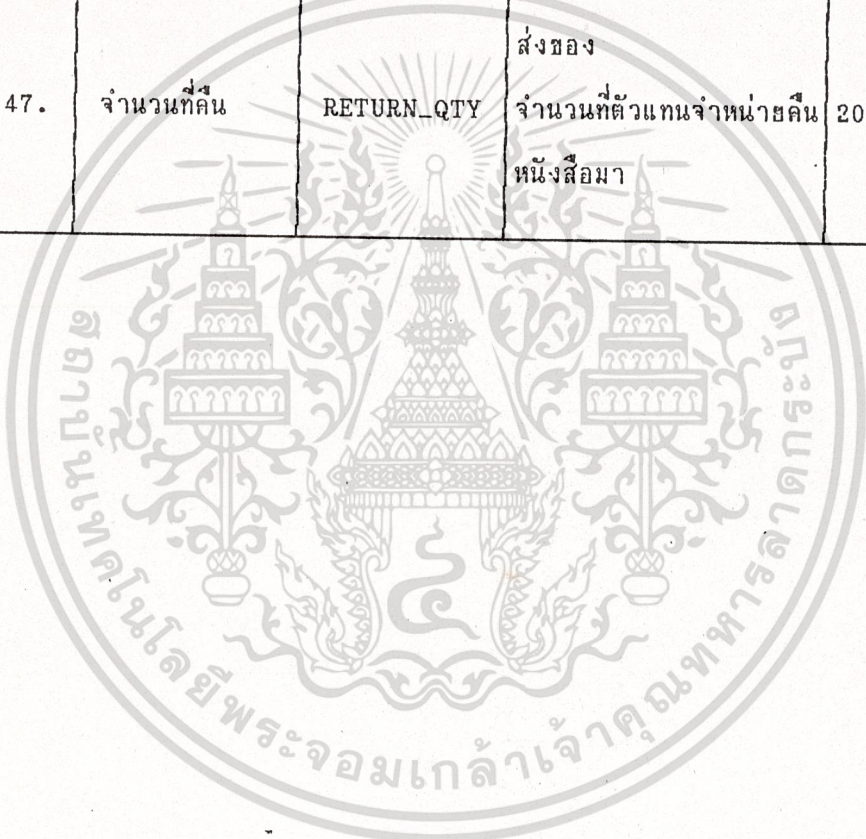 ส่งของ
47. จำนวนที่คืน RETURN_QTY จำนวนที่ตัวแทนจำหน่ายคืน 20
หนังสือมา
สถาบันเทคโนโลยีพระจอมเกล้าเจ้าคุณทหารลาดกระบัง